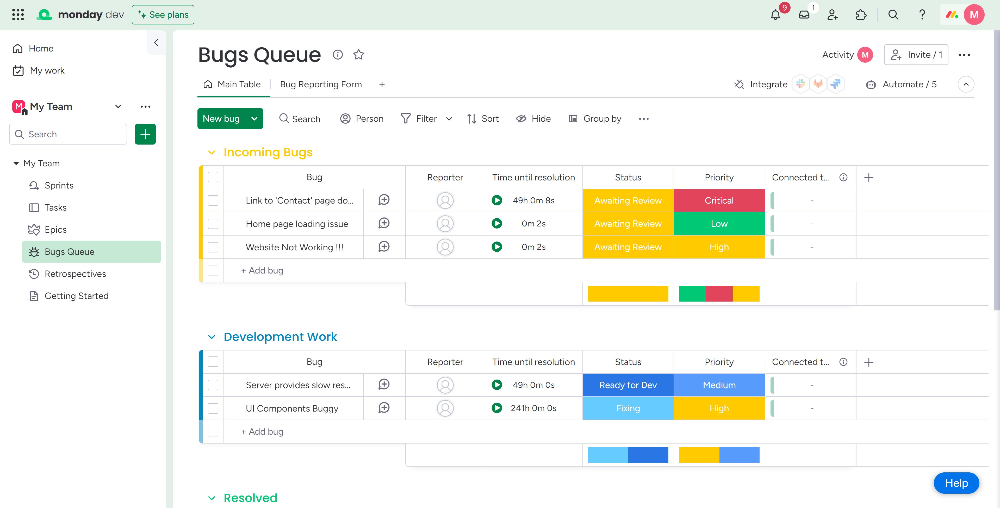 monday dev
See plans
9
1
M
Home
My work
M
My Team
Search
My Team
Sprints
Tasks
Epics
Bugs Queue
Retrospectives
Getting Started
Bugs Queue
Activity
M
Invite / 1
Main Table
Bug Reporting Form
+
Integrate
Automate / 5
New bug
Search
Person
Filter
Sort
Hide
Group by
Incoming Bugs
Bug Reporter Time until resolution Status Priority Connected t...
Link to 'Contact' page do... 49h 0m 8s Awaiting Review Critical -
Home page loading issue 0m 2s Awaiting Review Low -
Website Not Working !!! 0m 2s Awaiting Review High -
+ Add bug
Development Work
Bug Reporter Time until resolution Status Priority Connected t...
Server provides slow res... 49h 0m 0s Ready for Dev Medium -
UI Components Buggy 241h 0m 0s Fixing High -
+ Add bug
Help
Resolved